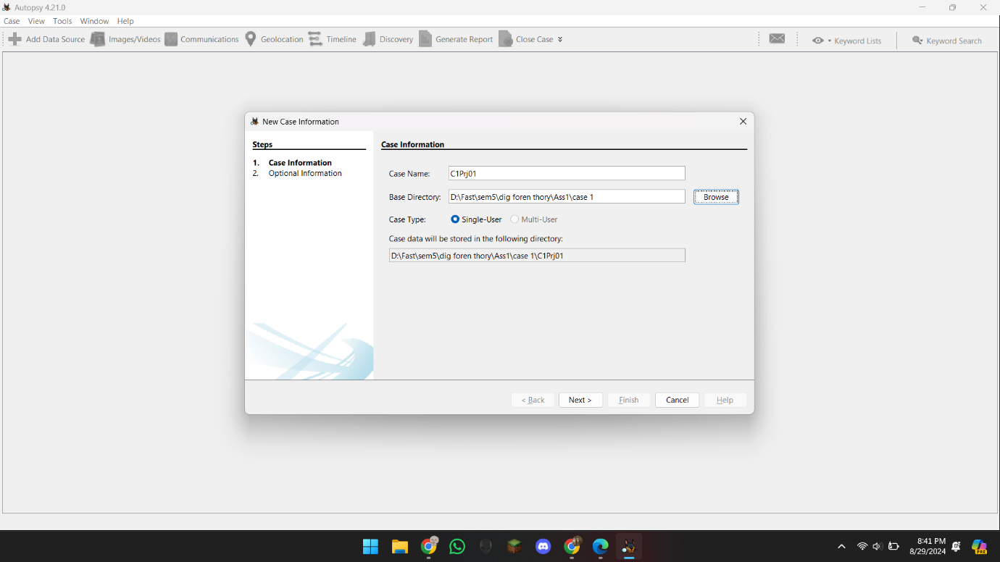 Autopsy 4.21.0
Case View Tools Window Help
Add Data Source Images/Videos Communications Geolocation Timeline Discovery Generate Report Close Case Keyword Lists Keyword Search
New Case Information
Steps
1. Case Information
2. Optional Information
Case Information
Case Name: C1Prj01
Base Directory: D:\Fast\sem5\dig foren thory\Ass1\case 1 Browse
Case Type: Single-User Multi-User
Case data will be stored in the following directory:
D:\Fast\sem5\dig foren thory\Ass1\case 1\C1Prj01
< Back Next > Finish Cancel Help
8:41 PM
8/29/2024
PRE